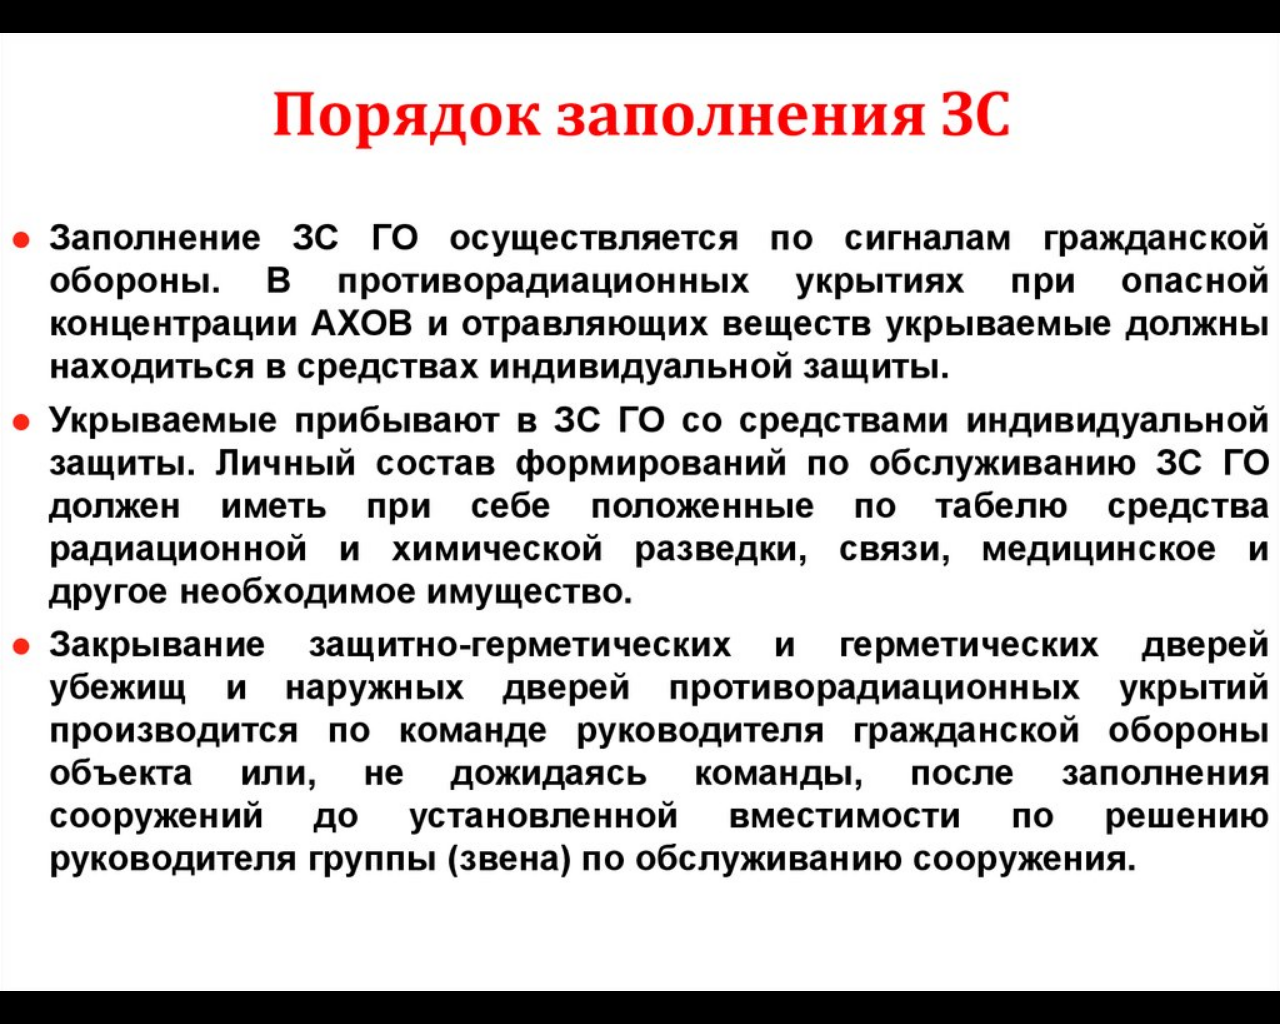 Порядок заполнения ЗС
• Заполнение ЗС ГО осуществляется по сигналам гражданской
обороны. В противорадиационных укрытиях при опасной
концентрации АХОВ и отравляющих веществ укрываемые должны
находиться в средствах индивидуальной защиты.
• Укрываемые прибывают в ЗС ГО со средствами индивидуальной
защиты. Личный состав формирований по обслуживанию ЗС ГО
должен иметь при себе положенные по табелю средства
радиационной и химической разведки, связи, медицинское и
другое необходимое имущество.
• Закрывание защитно-герметических и герметических дверей
убежищ и наружных дверей противорадиационных укрытий
производится по команде руководителя гражданской обороны
объекта или, не дожидаясь команды, после заполнения
сооружений до установленной вместимости по решению
руководителя группы (звена) по обслуживанию сооружения.